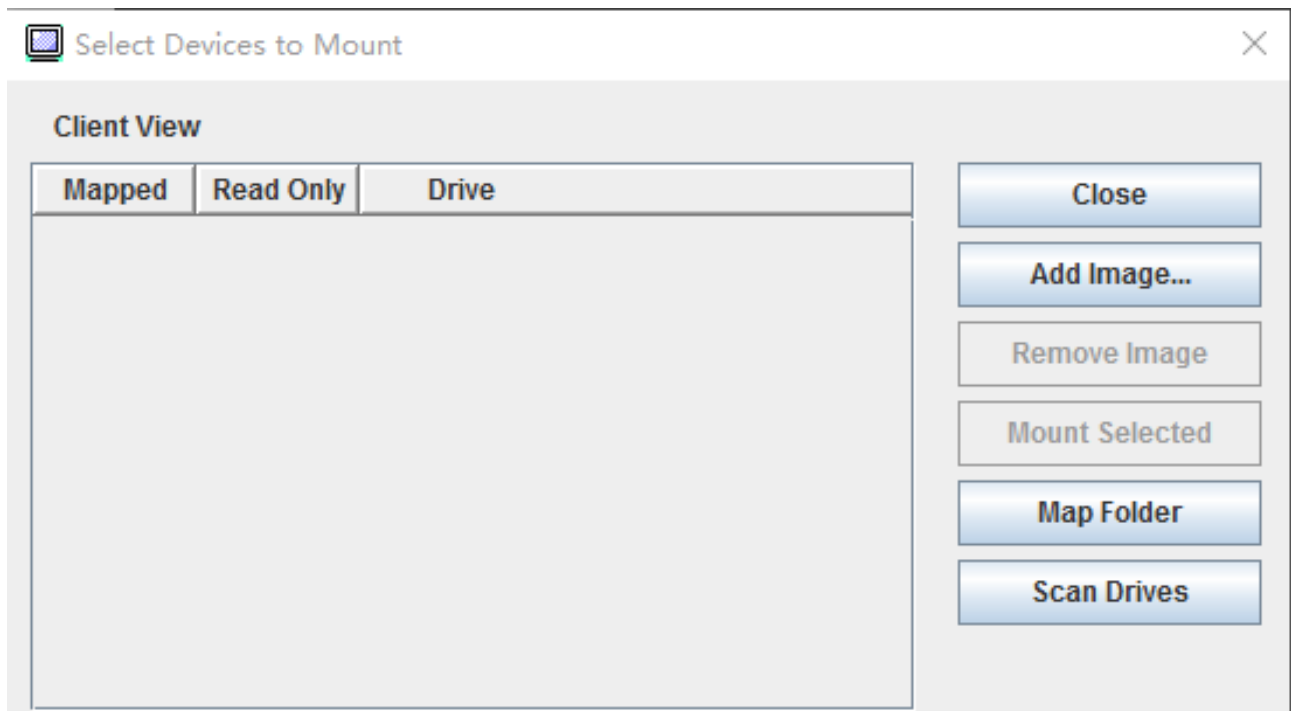 Select Devices to Mount
Client View
Mapped Read Only Drive
Close
Add Image...
Remove Image
Mount Selected
Map Folder
Scan Drives